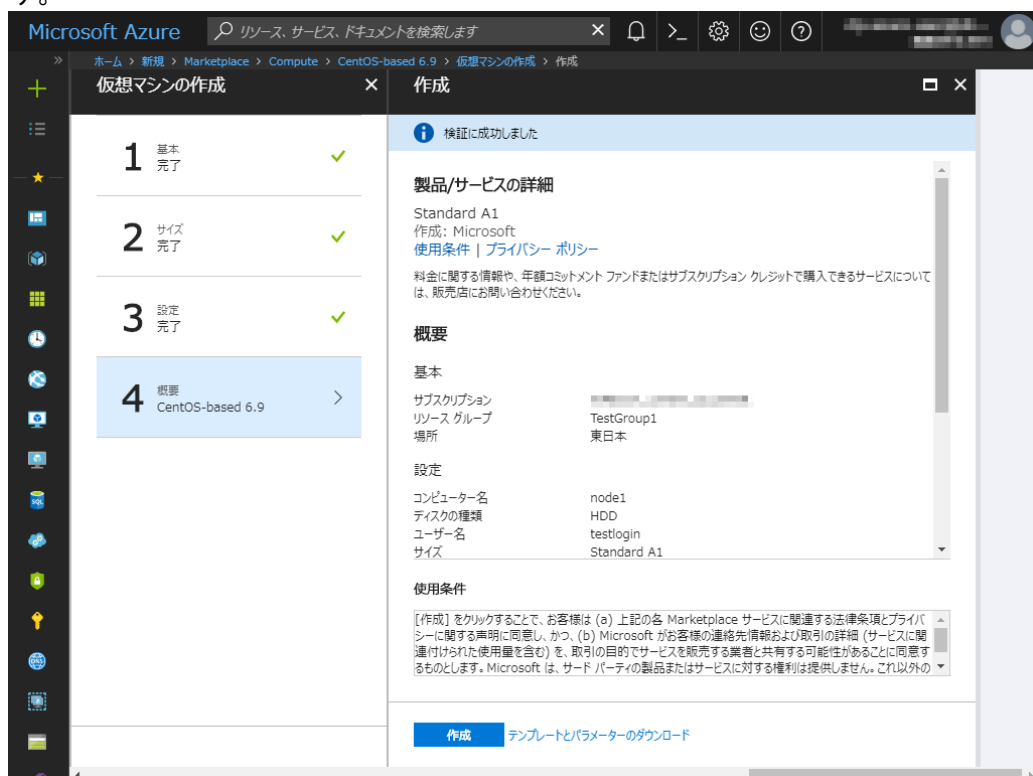 す。
Microsoft Azure
リソース、サービス、ドキュメントを検索します
ホーム > 新規 > Marketplace > Compute > CentOS-based 6.9 > 仮想マシンの作成 > 作成
仮想マシンの作成
1 基本
完了
2 サイズ
完了
3 設定
完了
4 概要
CentOS-based 6.9
作成
検証に成功しました
製品/サービスの詳細
Standard A1
作成: Microsoft
使用条件 | プライバシー ポリシー
料金に関する情報や、年額コミットメント ファンドまたはサブスクリプション クレジットで購入できるサービスについて
は、販売店にお問い合わせください。
概要
基本
サブスクリプション
リソース グループ TestGroup1
場所 東日本
設定
コンピューター名 node1
ディスクの種類 HDD
ユーザー名 testlogin
サイズ Standard A1
使用条件
[作成] をクリックすることで、お客様は (a) 上記の各 Marketplace サービスに関連する法律条項とプライバ
シーに関する声明に同意し、かつ、(b) Microsoft がお客様の連絡先情報および取引の詳細 (サービスに関
連付けられた使用量を含む) を、取引の目的でサービスを販売する業者と共有する可能性があることに同意す
るものとします。Microsoft は、サード パーティの製品またはサービスに対する権利は提供しません。これ以外の
作成 テンプレートとパラメーターのダウンロード